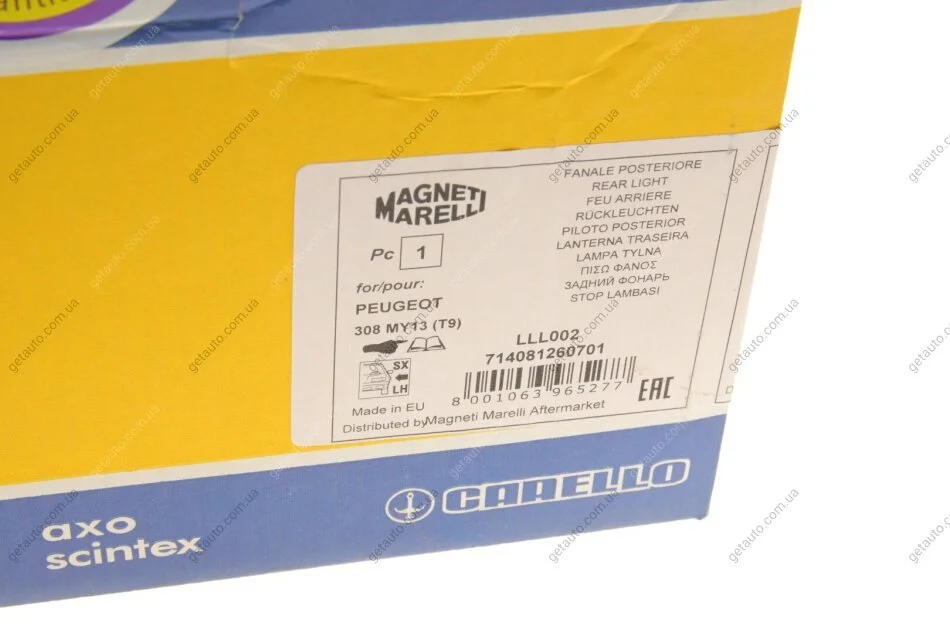 MAGNETI
MARELLI
Pc 1
for/pour:
PEUGEOT
308 MY13 (T9)
SX
LH
Made in EU
Distributed by Magneti Marelli Aftermarket
FANALE POSTERIORE
REAR LIGHT
FEU ARRIERE
RÜCKLEUCHTEN
PILOTO POSTERIOR
LANTERNA TRASEIRA
LAMPA TYLNA
ΠΙΣΩ ΦΑΝΟΣ
ЗАДНИЙ ФОНАРЬ
STOP LAMBASI
LLL002
714081260701
8 001063 965277
EAC
CARELLO
axo
scintex
getauto.com.ua